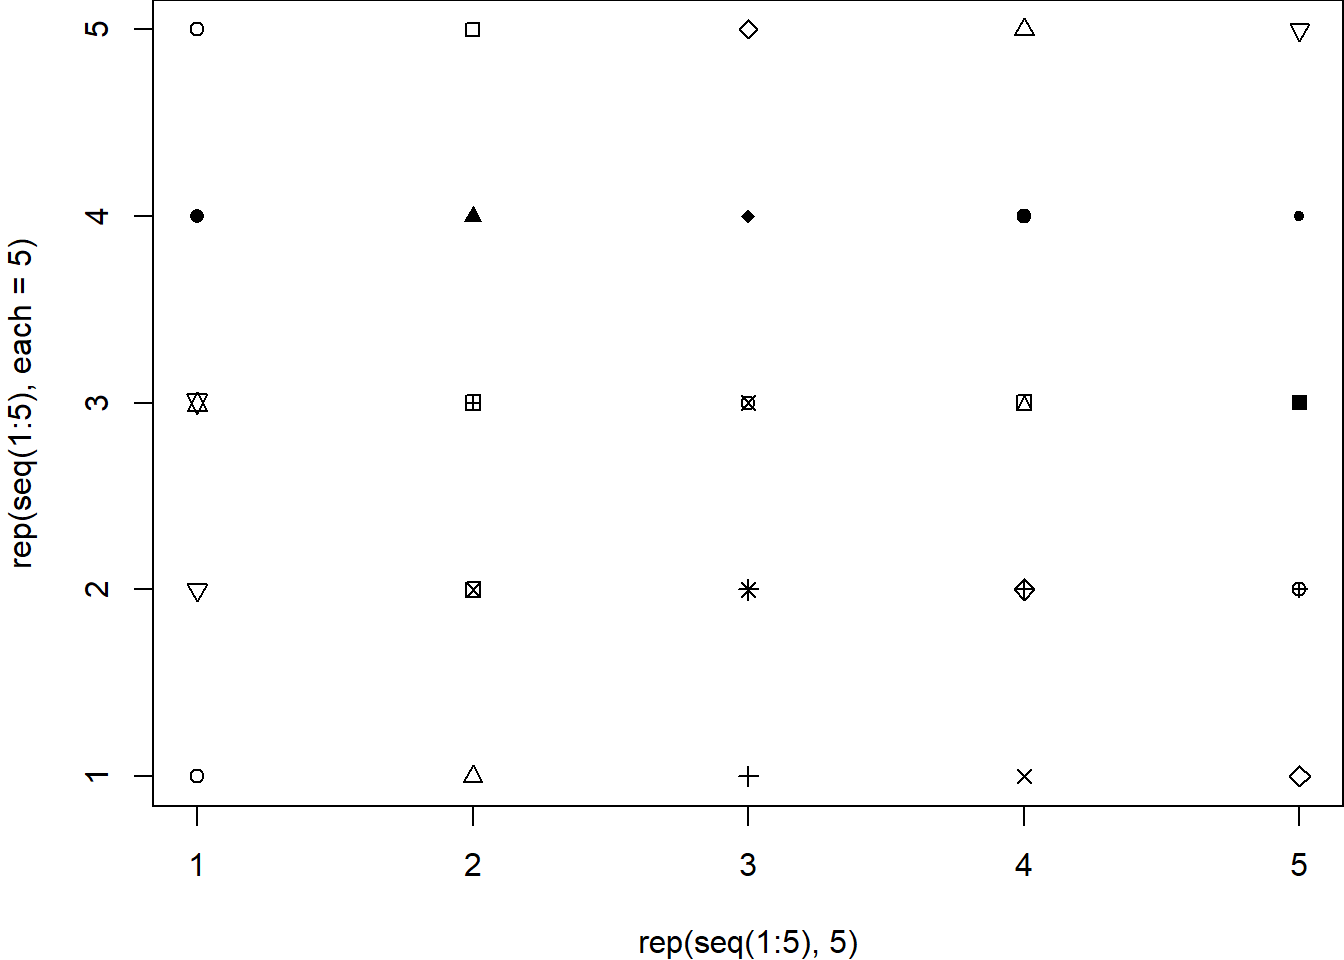 5
4
3
2
1
rep(seq(1:5), each = 5)
1 2 3 4 5
rep(seq(1:5), 5)